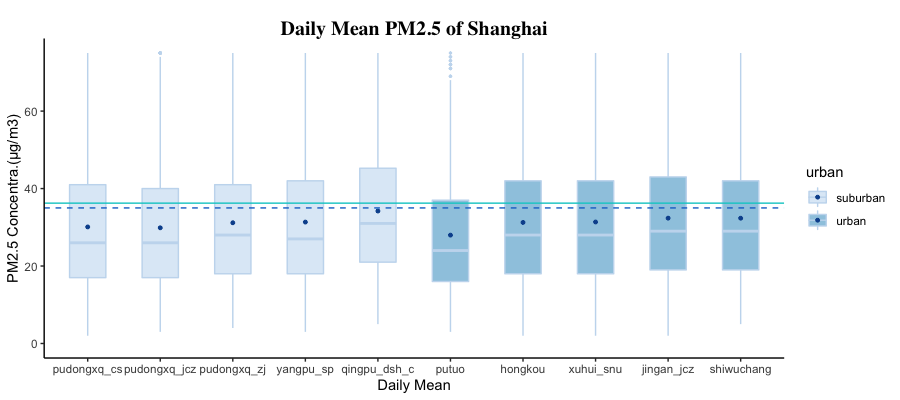 Daily Mean PM2.5 of Shanghai
PM2.5 Concentra.(μg/m3)
60
40
20
0
pudongxq_cs pudongxq_jcz pudongxq_zj yangpu_sp qingpu_dsh_c putuo hongkou xuhui_snu jingan_jcz shiwuchang
Daily Mean
urban
suburban
urban